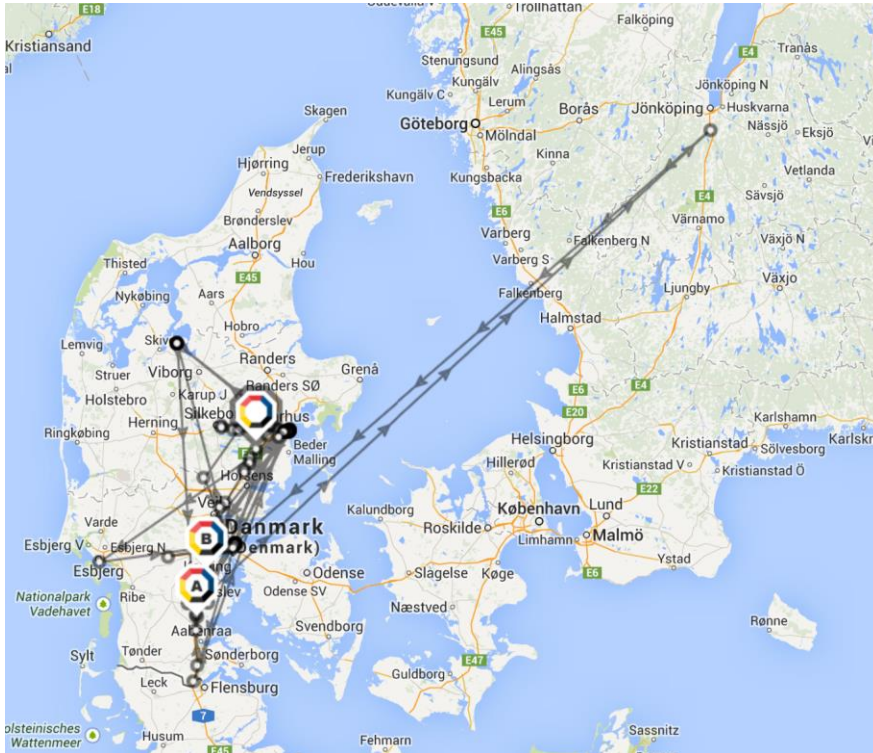 E18
Kristiansand
Trollhättan
E45
Stenungsund
Falköping
Tranås
E4
Kungälv
Alingsås
Jönköping N
Kungälv C
Lerum
Borås
Jönköping
Huskvarna
Göteborg
Mölndal
Nässjö
Eksjö
Skagen
Kinna
Kungsbacka
E4
Vetlanda
Hjørring
Jerup
Frederikshavn
Sävsjö
Vendsyssel
E6
Värnamo
Brønderslev
Varberg
Falkenberg N
Växjö N
Aalborg
Varberg S
Thisted
Hou
E45
Växjö
Nykøbing
Aars
Falkenberg
Ljungby
Hobro
Halmstad
Lemvig
Skiv
Randers
Struer
Viborg
Grenå
E6
Karup J
Randers SØ
E4
Holstebro
Silkebo
rhus
E20
Karlshamn
Ringkøbing
Herning
Beder
Malling
Helsingborg
Kristianstad
Karlskr
Hillerød
Kristianstad V
Sölvesborg
Kristianstad Ö
Horsens
E22
Varde
Vejl
Kalundborg
København
Lund
Esbjerg V
Esbjerg N
B
Danmark
(Denmark)
Roskilde
Limhamn
Malmö
Esbjerg
Odense
Slagelse
Køge
E6
Ystad
Nationalpark
Vadehavet
Ribe
A
Odense SV
Næstved
Svendborg
Rønne
Sylt
Tønder
Sønderborg
E47
Leck
Flensburg
Guldborg
7
olsteinisches
Wattenmeer
Husum
E45
Fehmarn
Sassnitz